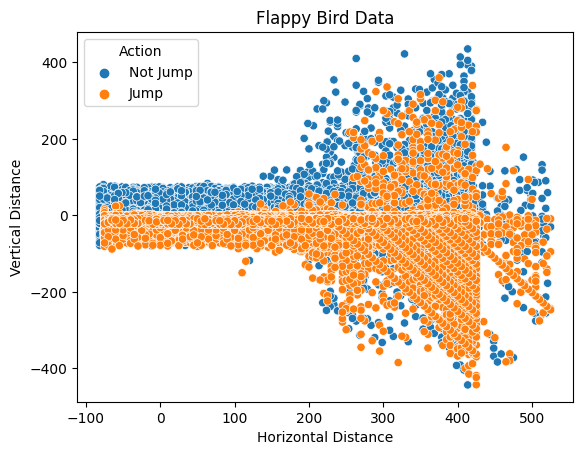 Flappy Bird Data
Action
Not Jump
Jump
400
200
0
−200
−400
Vertical Distance
−100
0
100
200
300
400
500
Horizontal Distance